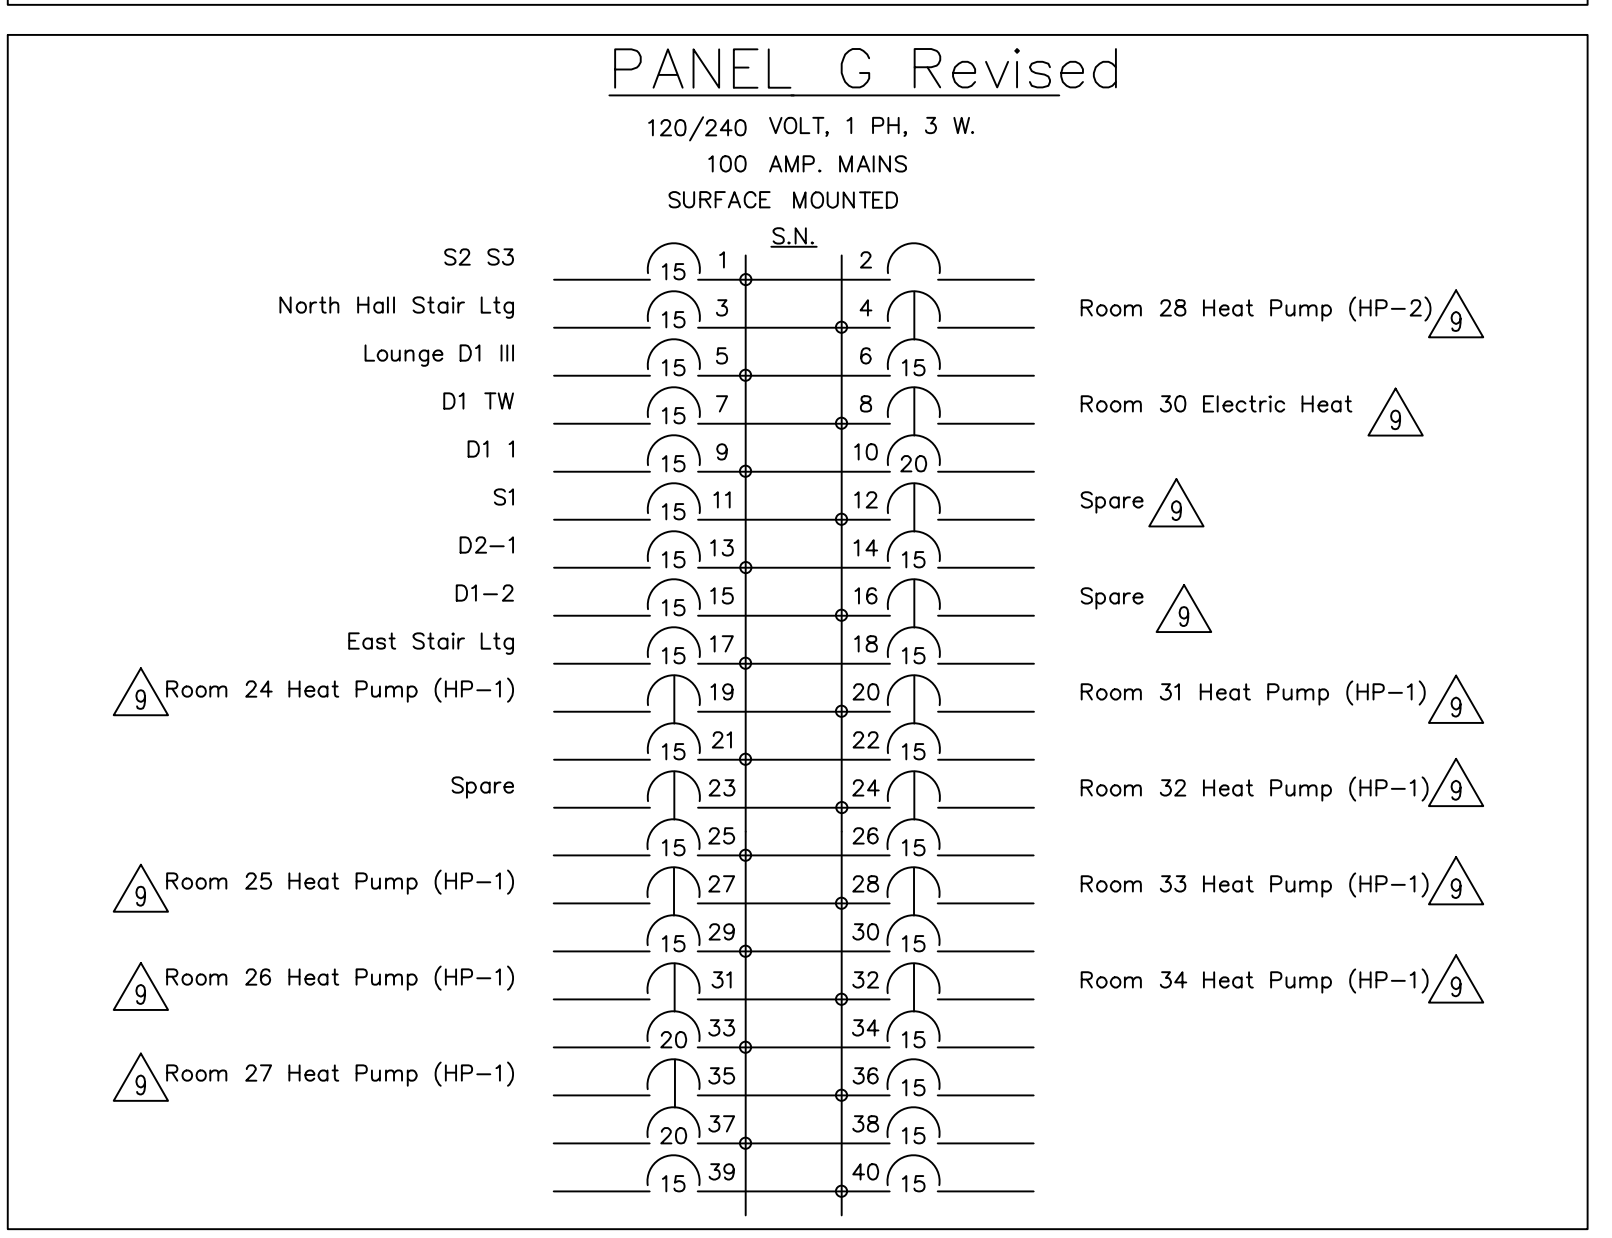 PANEL G Revised
120/240 VOLT, 1 PH, 3 W.
100 AMP. MAINS
SURFACE MOUNTED
S.N.
S2 S3 15 1 2
North Hall Stair Ltg 15 3 4 Room 28 Heat Pump (HP-2) 9
Lounge D1 III 15 5 6 15
D1 TW 15 7 8 Room 30 Electric Heat 9
D1 1 15 9 10 20
S1 15 11 12 Spare 9
D2-1 15 13 14 15
D1-2 15 15 16 Spare 9
East Stair Ltg 15 17 18 15
9 Room 24 Heat Pump (HP-1) 19 20 Room 31 Heat Pump (HP-1) 9
15 21 22 15
Spare 23 24 Room 32 Heat Pump (HP-1) 9
15 25 26 15
9 Room 25 Heat Pump (HP-1) 27 28 Room 33 Heat Pump (HP-1) 9
15 29 30 15
9 Room 26 Heat Pump (HP-1) 31 32 Room 34 Heat Pump (HP-1) 9
20 33 34 15
9 Room 27 Heat Pump (HP-1) 35 36 15
20 37 38 15
15 39 40 15